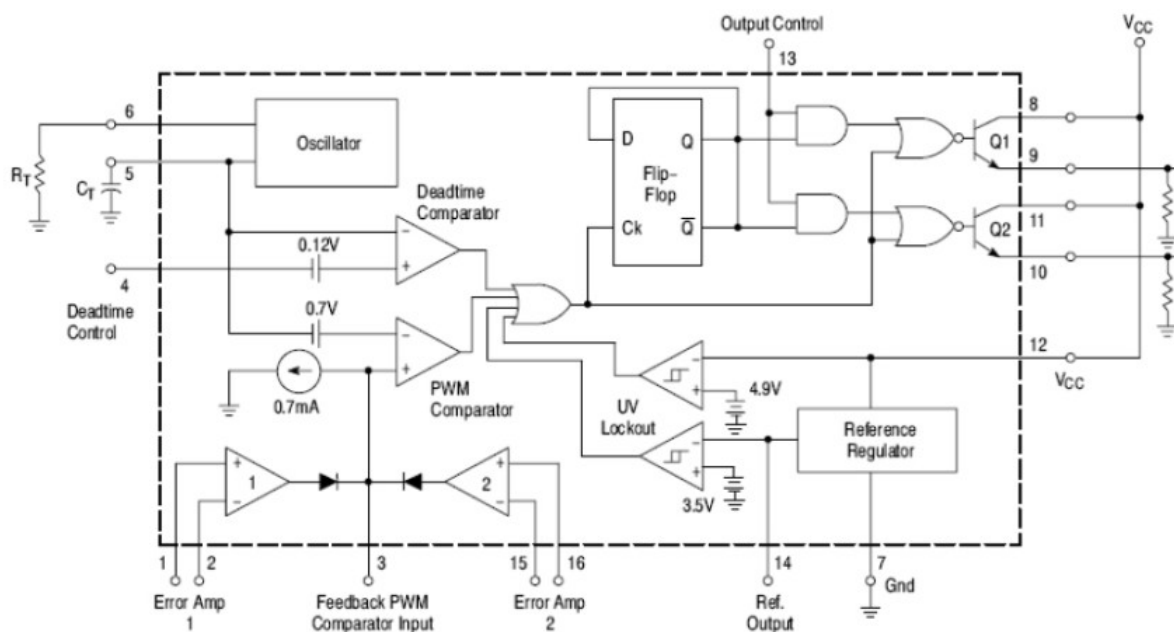 Output Control
13
VCC
6
Oscillator
5
RT
CT
4
Deadtime
Control
0.12V
0.7V
0.7mA
Deadtime
Comparator
-
+
-
+
PWM
Comparator
D
Q
Flip-
Flop
Ck
Q̅
Q1
Q2
8
9
11
10
12
VCC
UV
Lockout
-
+
4.9V
-
+
3.5V
Reference
Regulator
+
1
-
2
+
-
1
2
Error Amp
1
3
Feedback PWM
Comparator Input
15
16
Error Amp
2
14
Ref.
Output
7
Gnd